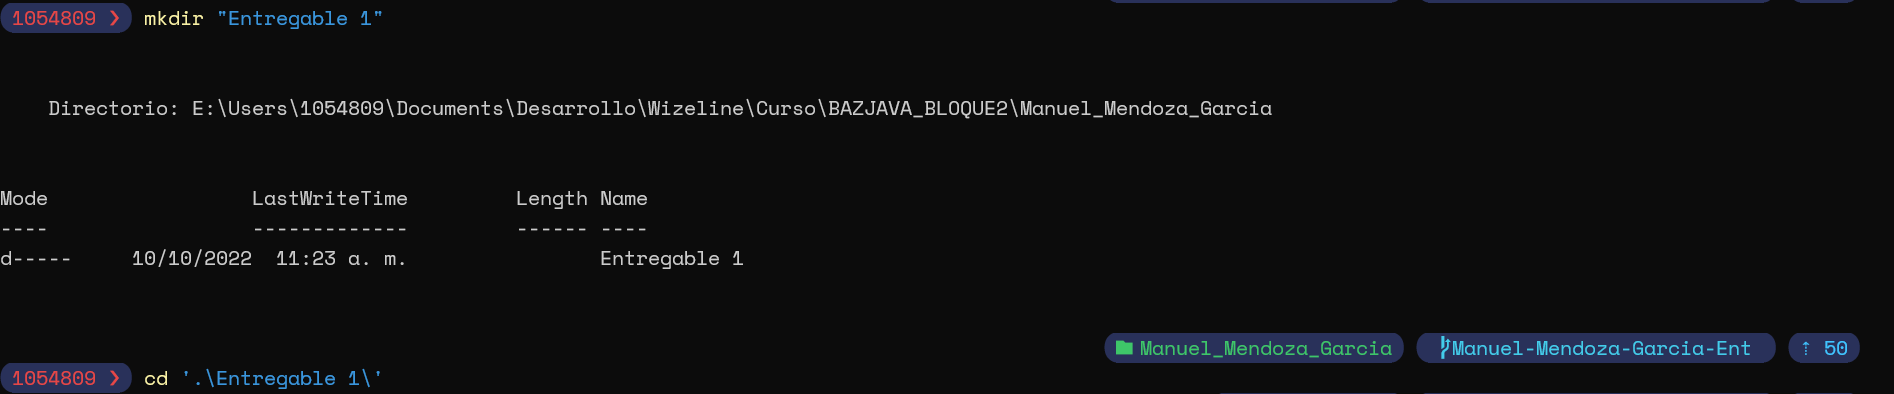 1054809 ❯ mkdir "Entregable 1"
Directorio: E:\Users\1054809\Documents\Desarrollo\Wizeline\Curso\BAZJAVA_BLOQUE2\Manuel_Mendoza_Garcia
Mode LastWriteTime Length Name
---- ------------- ------ ----
d----- 10/10/2022 11:23 a. m. Entregable 1
Manuel_Mendoza_Garcia Manuel-Mendoza-Garcia-Ent ⇡ 50
1054809 ❯ cd '.\Entregable 1\'